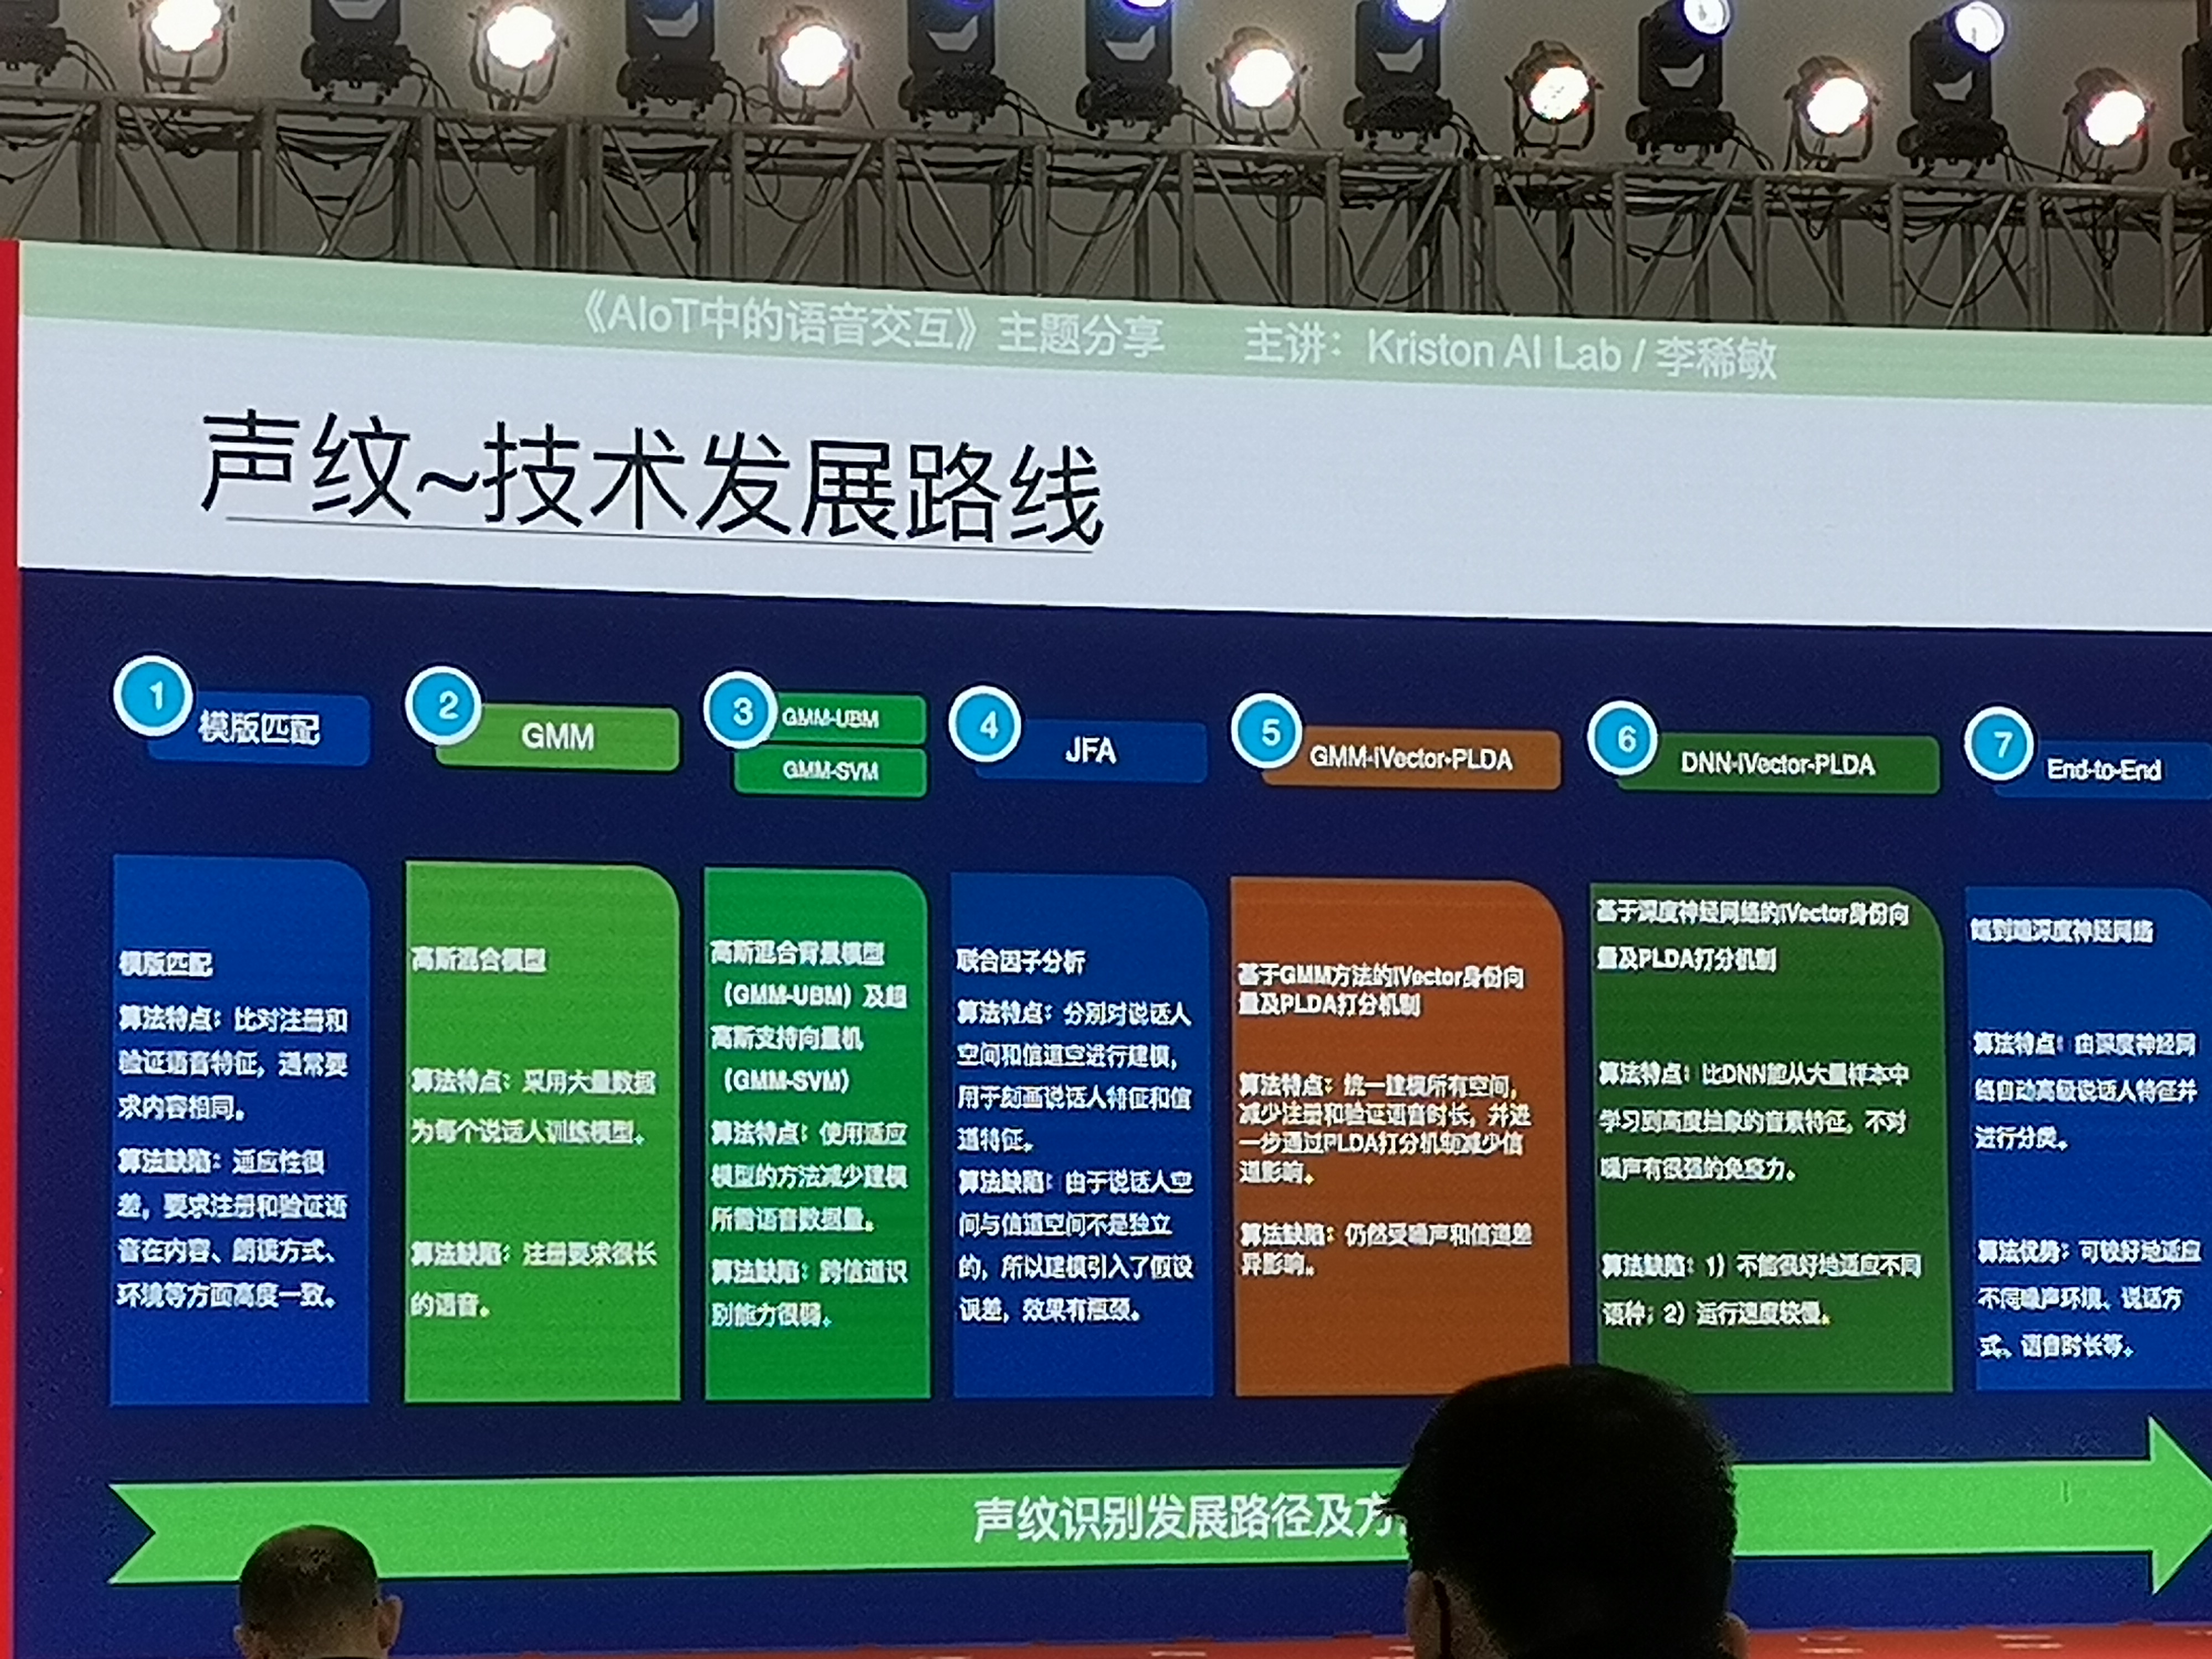 《AIoT中的语音交互》主题分享 主讲：Kriston AI Lab / 李稀敏
声纹~技术发展路线
1
模版匹配
2
GMM
3
GMM-UBM
GMM-SVM
4
JFA
5
GMM-iVector-PLDA
6
DNN-iVector-PLDA
7
End-to-End
模版匹配
算法特点：比对注册和
验证语音特征，通常要
求内容相同。
算法缺陷：适应性很
差，要求注册和验证语
音在内容、朗读方式、
环境等方面高度一致。
高斯混合模型
算法特点：采用大量数据
为每个说话人训练模型。
算法缺陷：注册要求很长
的语音。
高斯混合背景模型
（GMM-UBM）及超
高斯支持向量机
（GMM-SVM）
算法特点：使用适应
模型的方法减少建模
所需语音数据量。
算法缺陷：跨信道识
别能力很弱。
联合因子分析
算法特点：分别对说话人
空间和信道空进行建模，
用于刻画说话人特征和信
道特征。
算法缺陷：由于说话人空
间与信道空间不是独立
的，所以建模引入了假设
误差，效果有瓶颈。
基于GMM方法的iVector身份向
量及PLDA打分机制
算法特点：统一建模所有空间，
减少注册和验证语音时长，并进
一步通过PLDA打分机制减少信
道影响。
算法缺陷：仍然受噪声和信道差
异影响。
基于深度神经网络的iVector身份向
量及PLDA打分机制
算法特点：比DNN能从大量样本中
学习到高度抽象的音素特征，不对
噪声有很强的免疫力。
算法缺陷：1）不能很好地适应不同
语种；2）运行速度较慢。
端到端深度神经网络
算法特点：由深度神经网
络自动高级说话人特征并
进行分类。
算法优势：可较好地适应
不同噪声环境、说话方
式、语音时长等。
声纹识别发展路径及方